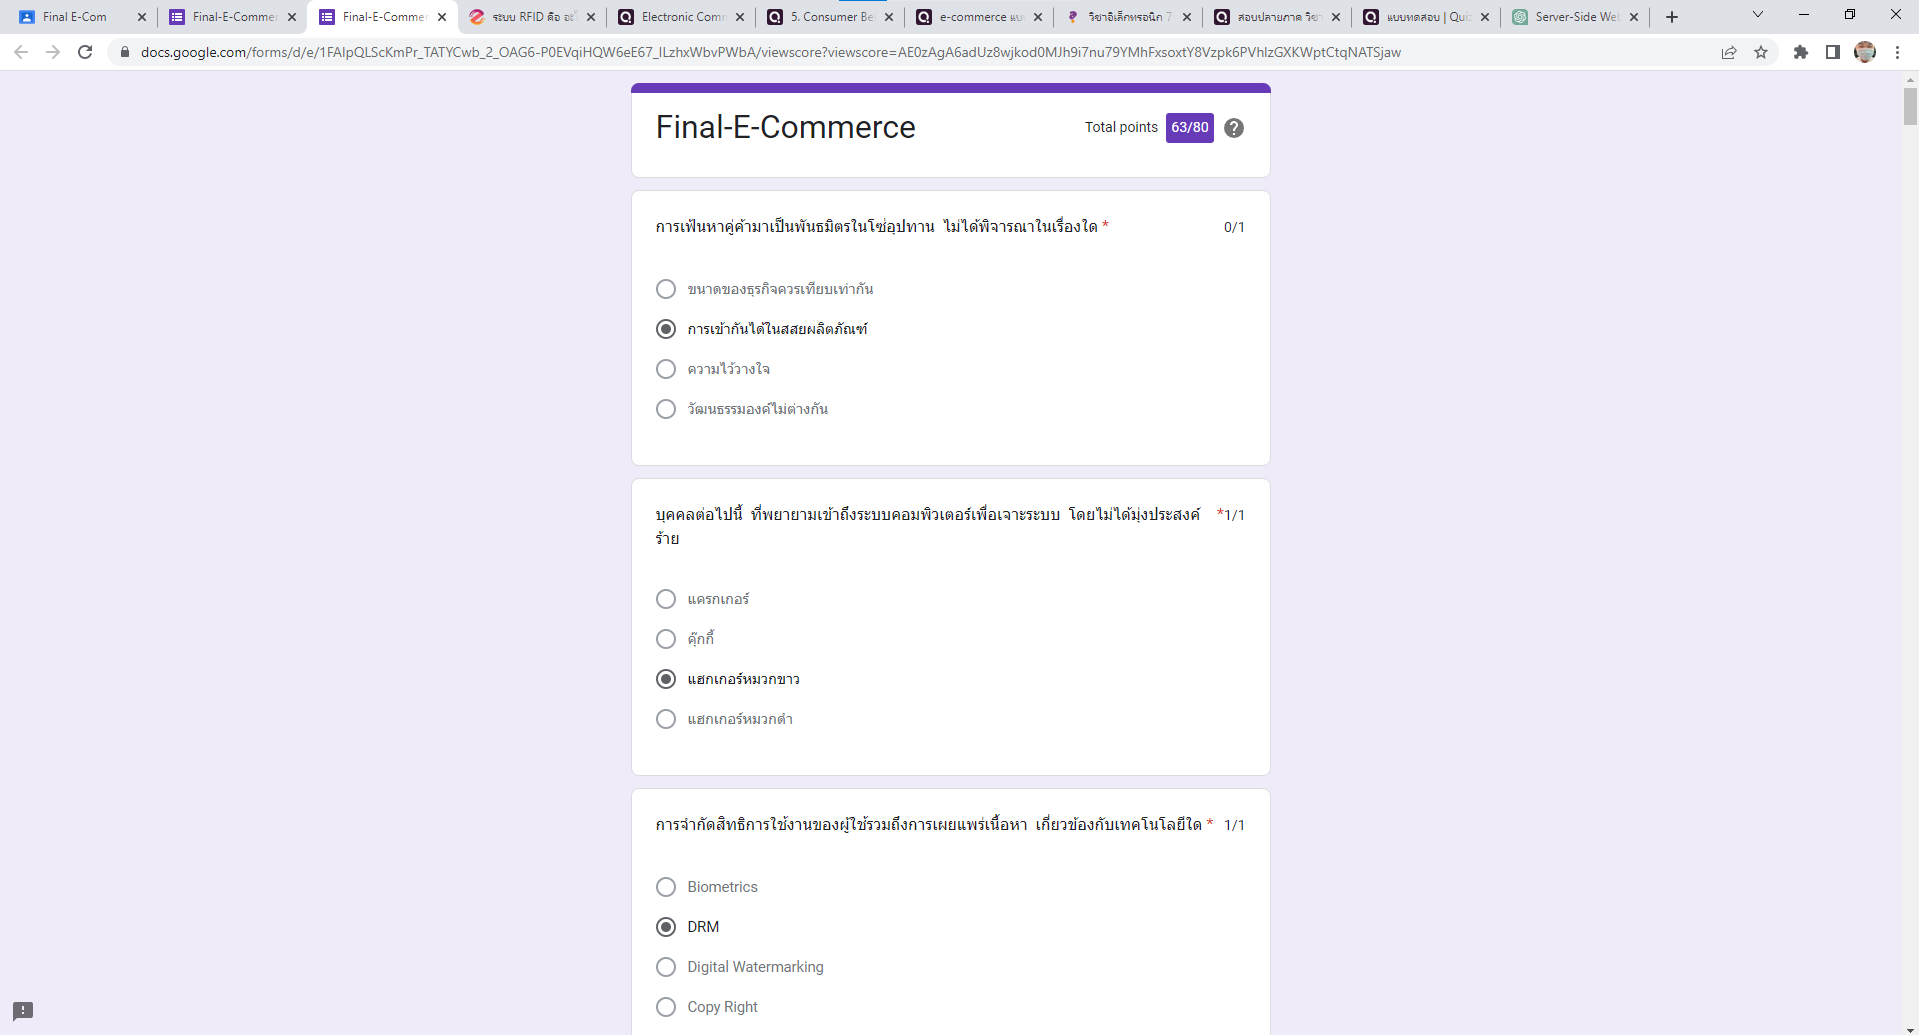 Final E-Com
Final-E-Commer
Final-E-Commer
ระบบ RFID คือ อะไ
Electronic Comm
5. Consumer Be
e-commerce แบบ
วิชาอิเล็กทรอนิก 7
สอบปลายภาค วิชา
แบบทดสอบ | Qui
Server-Side Web
docs.google.com/forms/d/e/1FAIpQLScKmPr_TATYCwb_2_OAG6-P0EVqiHQW6eE67_ILzhxWbvPWbA/viewscore?viewscore=AE0zAgA6adUz8wjkod0MJh9i7nu79YMhFxsoxtY8Vzpk6PVhlzGXKWptCtqNATSjaw
Final-E-Commerce
Total points 63/80
การเฟ้นหาคู่ค้ามาเป็นพันธมิตรในโซ่อุปทาน ไม่ได้พิจารณาในเรื่องใด * 0/1
ขนาดของธุรกิจควรเทียบเท่ากัน
การเข้ากันได้ในสสยผลิตภัณฑ์
ความไว้วางใจ
วัฒนธรรมองค์ไม่ต่างกัน
บุคคลต่อไปนี้ ที่พยายามเข้าถึงระบบคอมพิวเตอร์เพื่อเจาะระบบ โดยไม่ได้มุ่งประสงค์ *1/1
ร้าย
แครกเกอร์
คุ๊กกี้
แฮกเกอร์หมวกขาว
แฮกเกอร์หมวกดำ
การจำกัดสิทธิการใช้งานของผู้ใช้รวมถึงการเผยแพร่เนื้อหา เกี่ยวข้องกับเทคโนโลยีใด * 1/1
Biometrics
DRM
Digital Watermarking
Copy Right